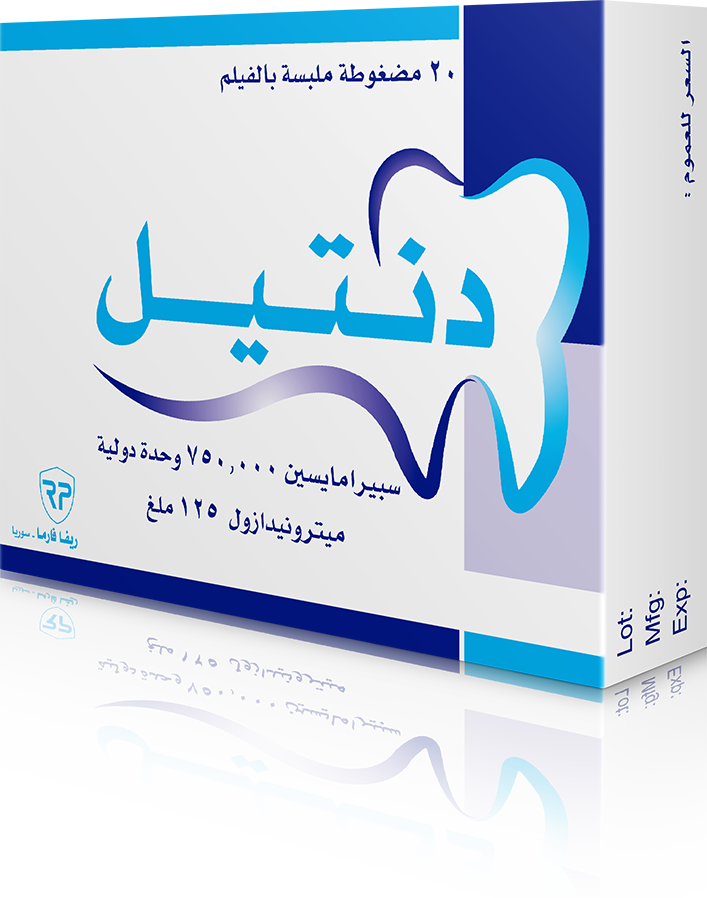 ٢٠ مضغوطة ملبسة بالفيلم
دنتيل
سبيرامايسين ٧٥٠,٠٠٠ وحدة دولية
ميترونيدازول ١٢٥ ملغ
RP
ريفا فارما - سوريا
السعر للعموم :
Lot:
Mfg:
Exp: